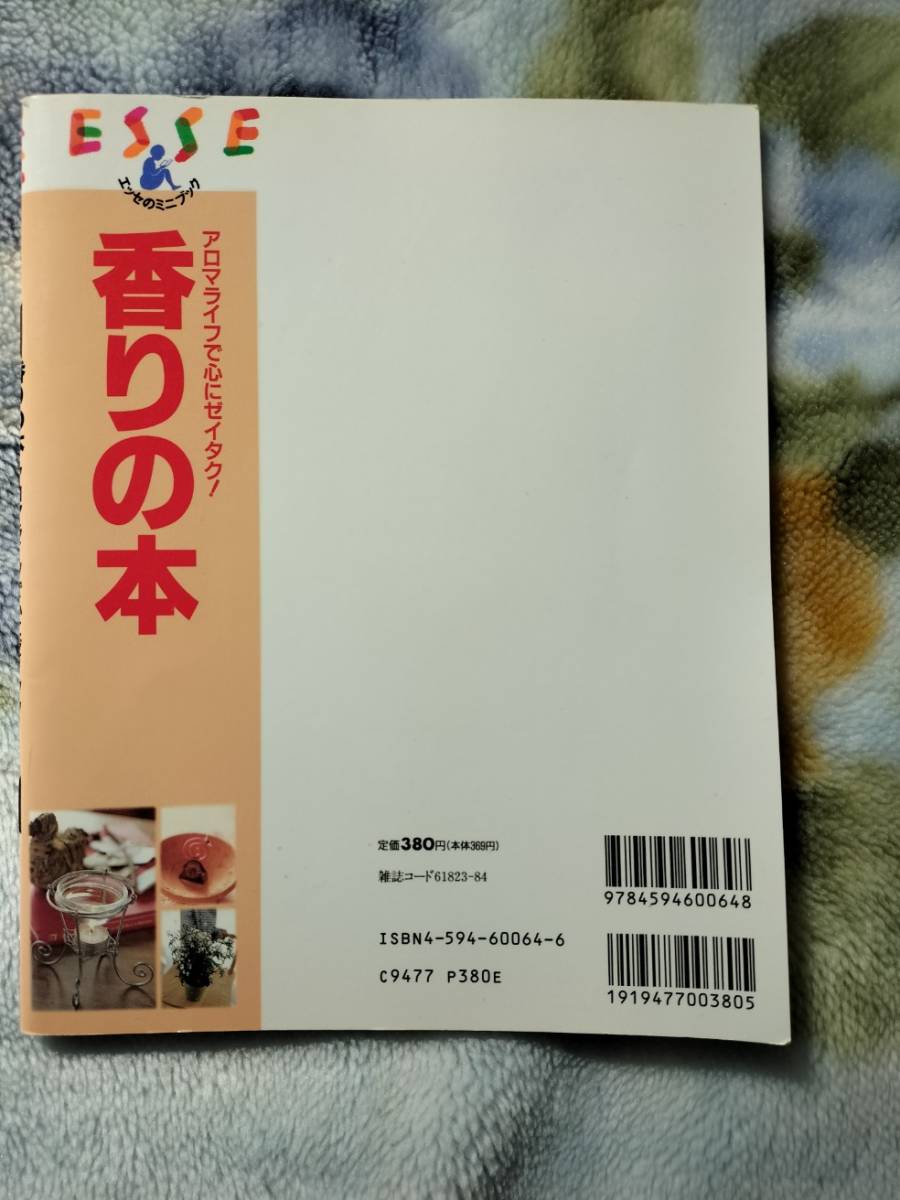 ESSE
エッセのミニブック
アロマライフで心にゼイタク!
香りの本
定価380円(本体369円)
雑誌コード61823-84
ISBN4-594-60064-6
C9477 P380E
9784594600648
1919477003805